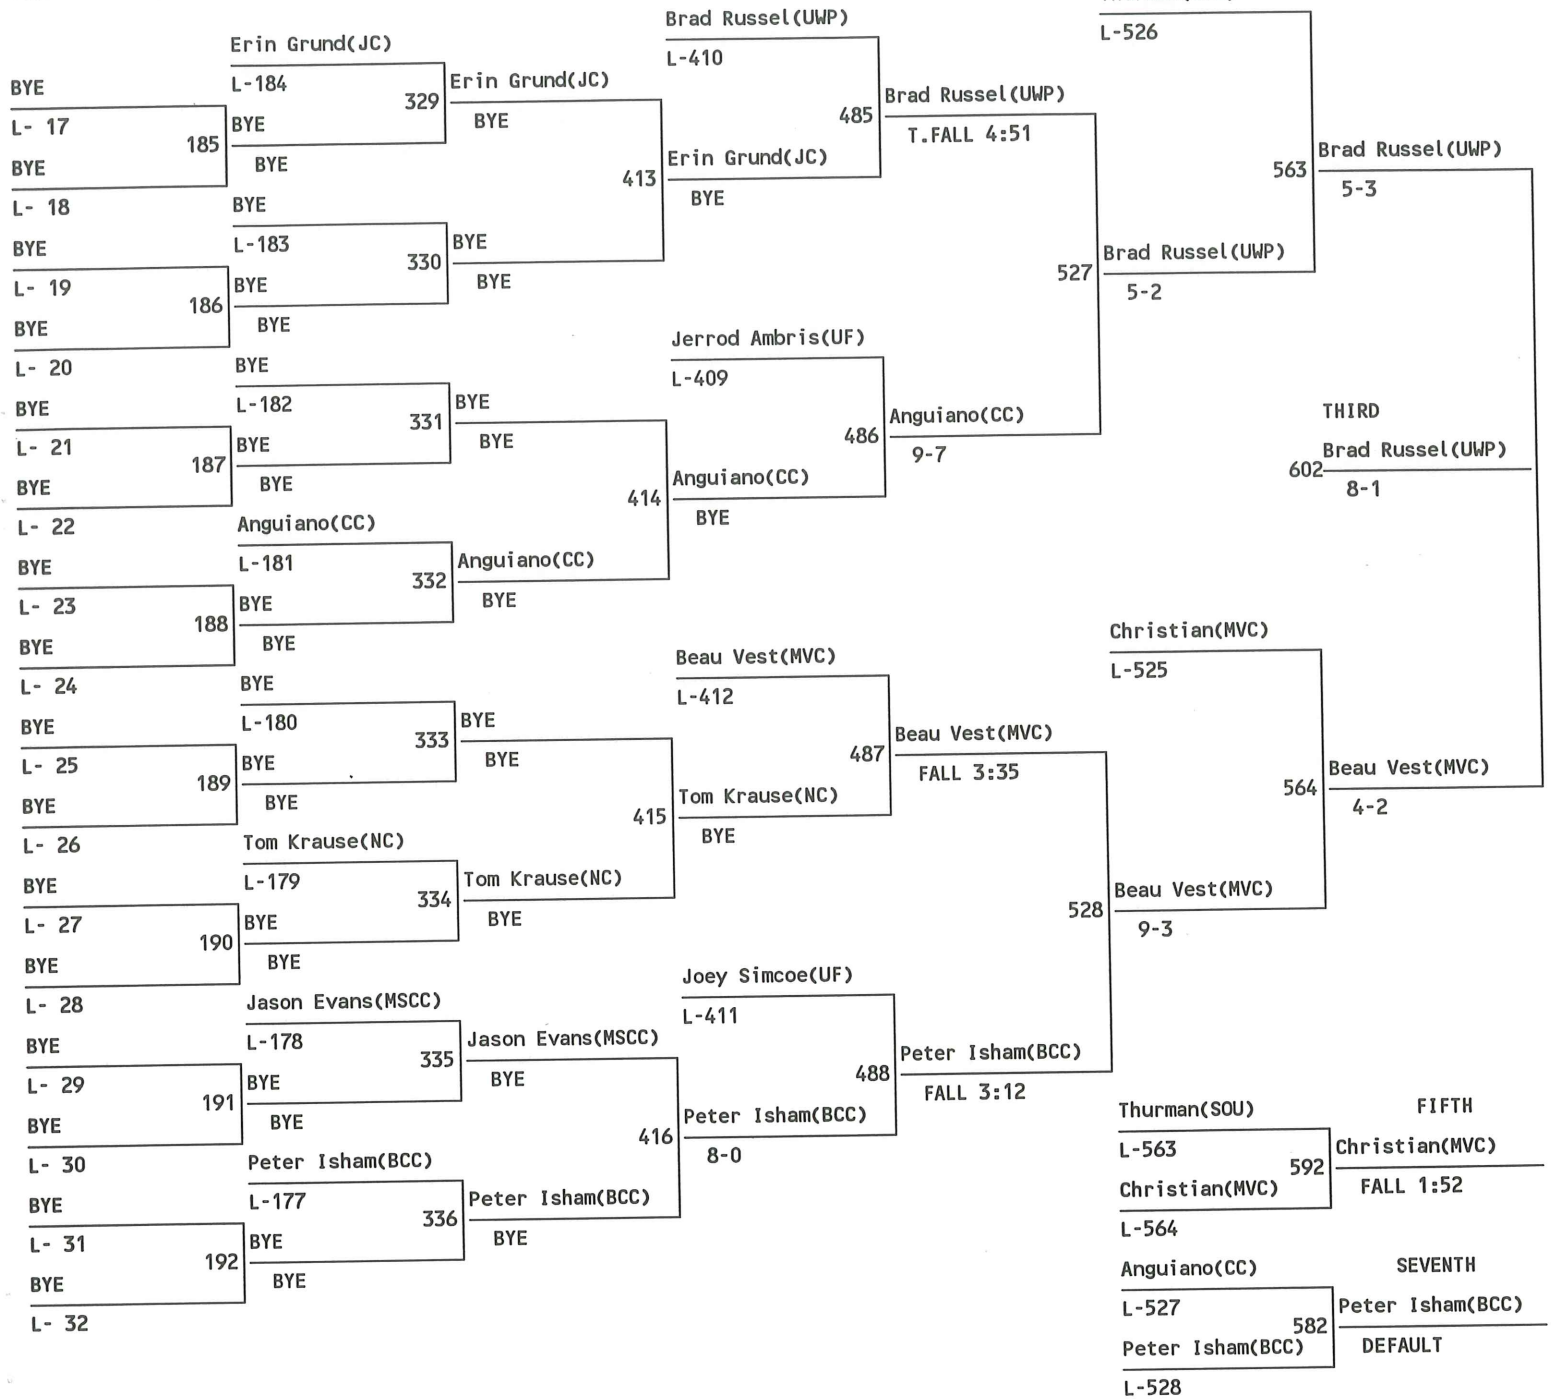 BYE
L- 17
BYE
L- 18
BYE
L- 19
BYE
L- 20
BYE
L- 21
BYE
L- 22
BYE
L- 23
BYE
L- 24
BYE
L- 25
BYE
L- 26
BYE
L- 27
BYE
L- 28
BYE
L- 29
BYE
L- 30
BYE
L- 31
BYE
L- 32
185
186
187
188
189
190
191
192
Erin Grund(JC)
L-184
BYE
BYE
BYE
L-183
BYE
BYE
BYE
L-182
BYE
BYE
Anguiano(CC)
L-181
BYE
BYE
BYE
L-180
BYE
BYE
Tom Krause(NC)
L-179
BYE
BYE
Jason Evans(MSCC)
L-178
BYE
BYE
Peter Isham(BCC)
L-177
BYE
BYE
329
330
331
332
333
334
335
336
Erin Grund(JC)
BYE
BYE
BYE
BYE
BYE
Anguiano(CC)
BYE
BYE
BYE
Tom Krause(NC)
BYE
Jason Evans(MSCC)
BYE
Peter Isham(BCC)
BYE
413
414
415
416
Brad Russel(UWP)
L-410
Erin Grund(JC)
BYE
Jerrod Ambris(UF)
L-409
Anguiano(CC)
BYE
Beau Vest(MVC)
L-412
Tom Krause(NC)
BYE
Joey Simcoe(UF)
L-411
Peter Isham(BCC)
8-0
485
486
487
488
Brad Russel(UWP)
T.FALL 4:51
Anguiano(CC)
9-7
Beau Vest(MVC)
FALL 3:35
Peter Isham(BCC)
FALL 3:12
527
528
L-526
Brad Russel(UWP)
5-2
Christian(MVC)
L-525
Beau Vest(MVC)
9-3
563
564
Brad Russel(UWP)
5-3
Beau Vest(MVC)
4-2
THIRD
602
Brad Russel(UWP)
8-1
Thurman(SOU)
L-563
Christian(MVC)
L-564
592
FIFTH
Christian(MVC)
FALL 1:52
Anguiano(CC)
L-527
Peter Isham(BCC)
L-528
582
SEVENTH
Peter Isham(BCC)
DEFAULT